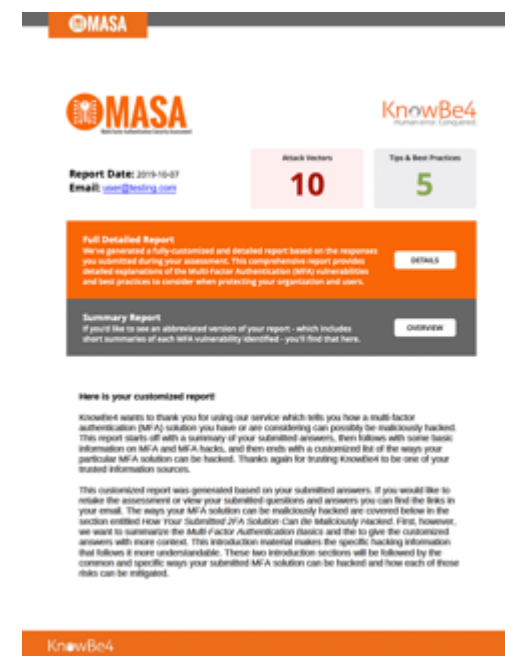 MASA
MASA
Multi-Factor Authentication Security Assessment
KnowBe4
Human error. Conquered.
Report Date: 2019-10-07
Email: user@testing.com
Attack Vectors
10
Tips & Best Practices
5
Full Detailed Report
We've generated a fully-customized and detailed report based on the responses
you submitted during your assessment. This comprehensive report provides
detailed explanations of the Multi-Factor Authentication (MFA) vulnerabilities
and best practices to consider when protecting your organization and users.
DETAILS
Summary Report
If you'd like to see an abbreviated version of your report - which includes
short summaries of each MFA vulnerability identified - you'll find that here.
OVERVIEW
Here is your customized report!
KnowBe4 wants to thank you for using our service which tells you how a multi-factor
authentication (MFA) solution you have or are considering can possibly be maliciously hacked.
This report starts off with a summary of your submitted answers, then follows with some basic
information on MFA and MFA hacks, and then ends with a customized list of the ways your
particular MFA solution can be hacked. Thanks again for trusting KnowBe4 to be one of your
trusted information sources.
This customized report was generated based on your submitted answers. If you would like to
retake the assessment or view your submitted questions and answers you can find the links in
your email. The ways your MFA solution can be maliciously hacked are covered below in the
section entitled How Your Submitted 2FA Solution Can Be Maliciously Hacked. First, however,
we want to summarize the Multi-Factor Authentication Basics and the to give the customized
answers with more context. This introduction material makes the specific hacking information
that follows it more understandable. These two introduction sections will be followed by the
common and specific ways your submitted MFA solution can be hacked and how each of those
risks can be mitigated.
KnowBe4